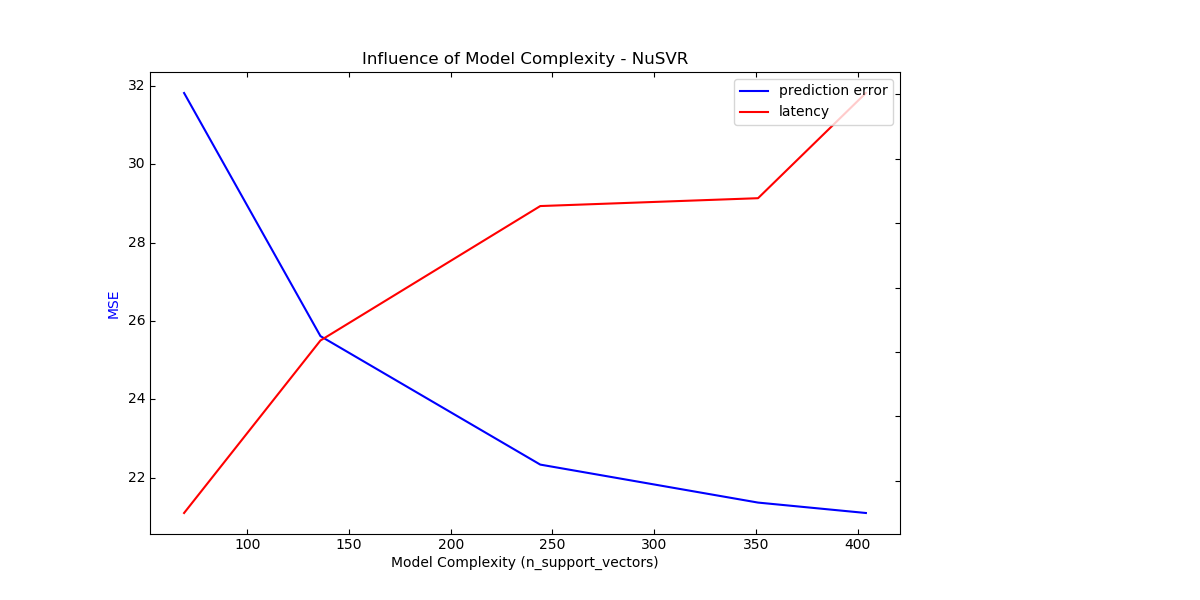 Influence of Model Complexity - NuSVR
prediction error
latency
32
30
28
26
24
22
MSE
100 150 200 250 300 350 400
Model Complexity (n_support_vectors)